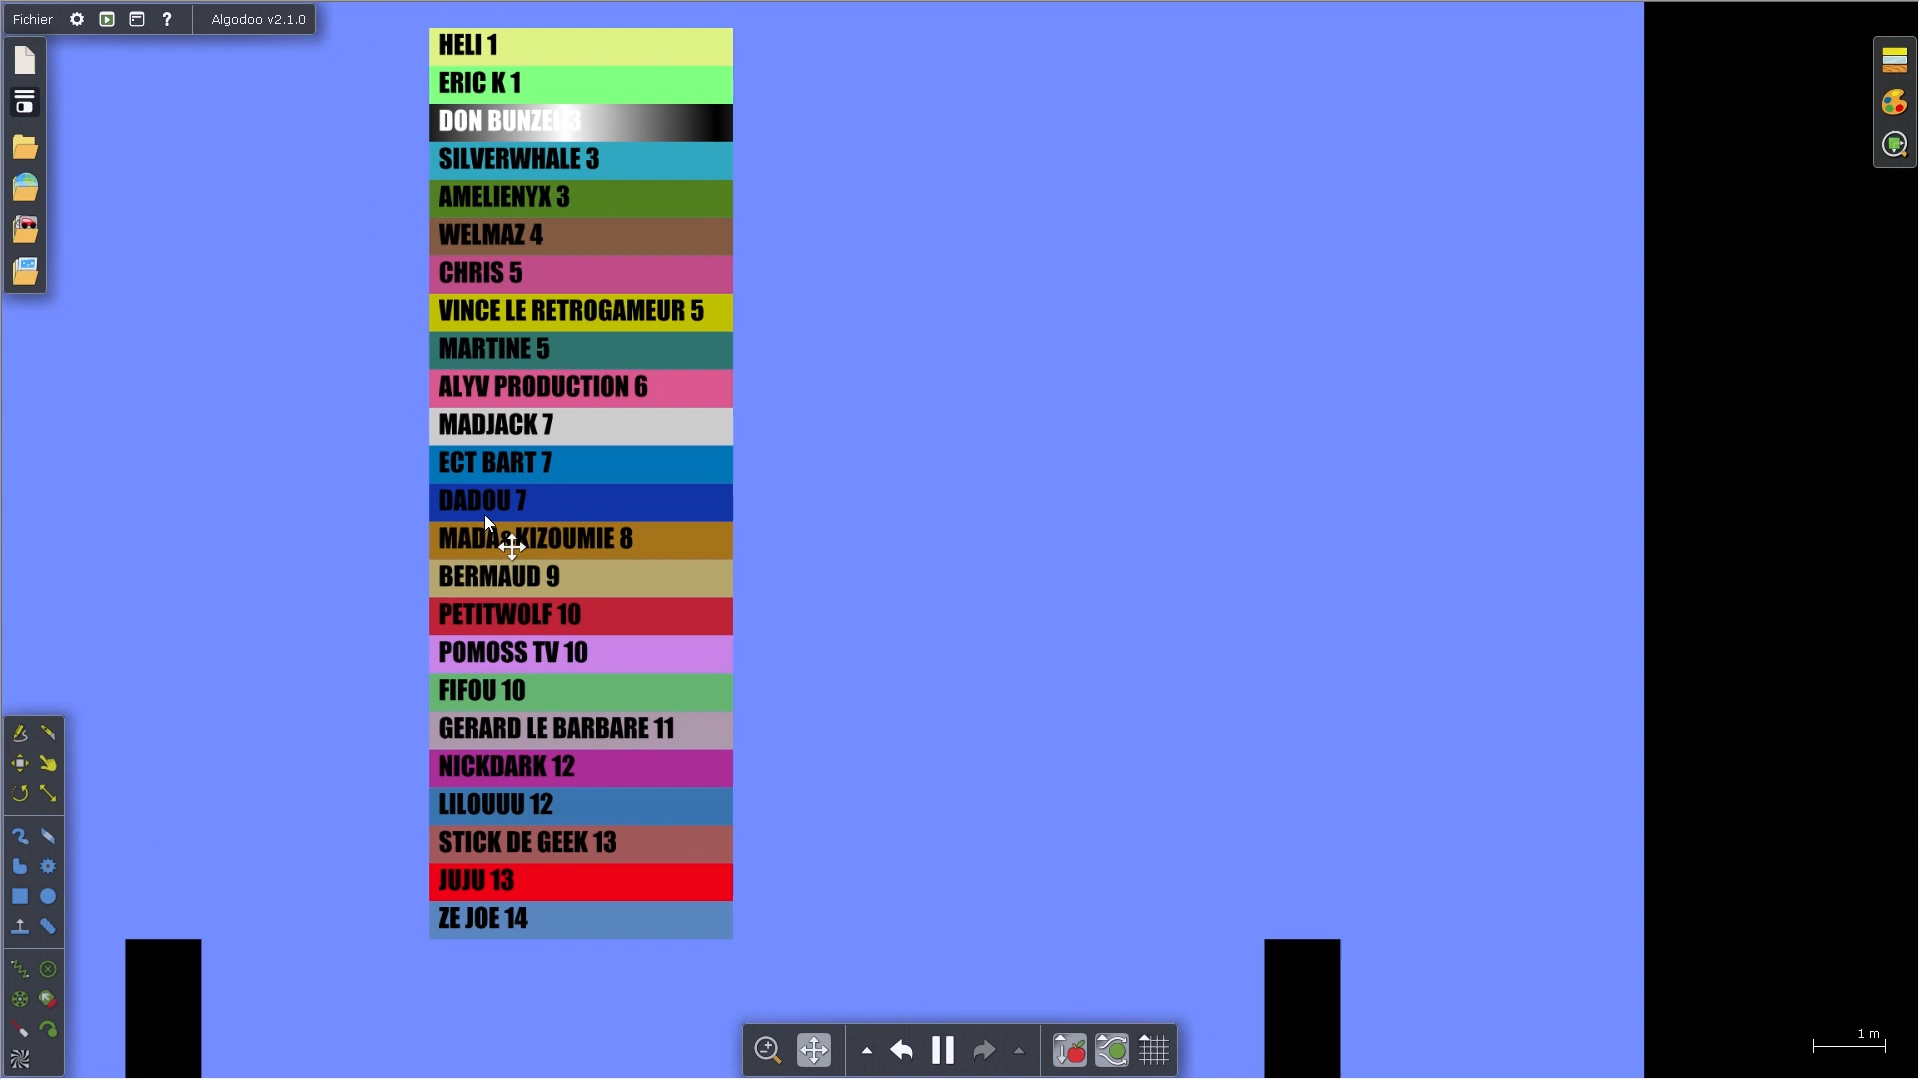 Fichier ? Algodoo v2.1.0
HELI 1
ERIC K 1
DON BUNZEL 3
SILVERWHALE 3
AMELIENYX 3
WELMAZ 4
CHRIS 5
VINCE LE RETROGAMEUR 5
MARTINE 5
ALYV PRODUCTION 6
MADJACK 7
ECT BART 7
DADOU 7
MADA&KIZOUMIE 8
BERMAUD 9
PETITWOLF 10
POMOSS TV 10
FIFOU 10
GERARD LE BARBARE 11
NICKDARK 12
LILOUUU 12
STICK DE GEEK 13
JUJU 13
ZE JOE 14
1 m